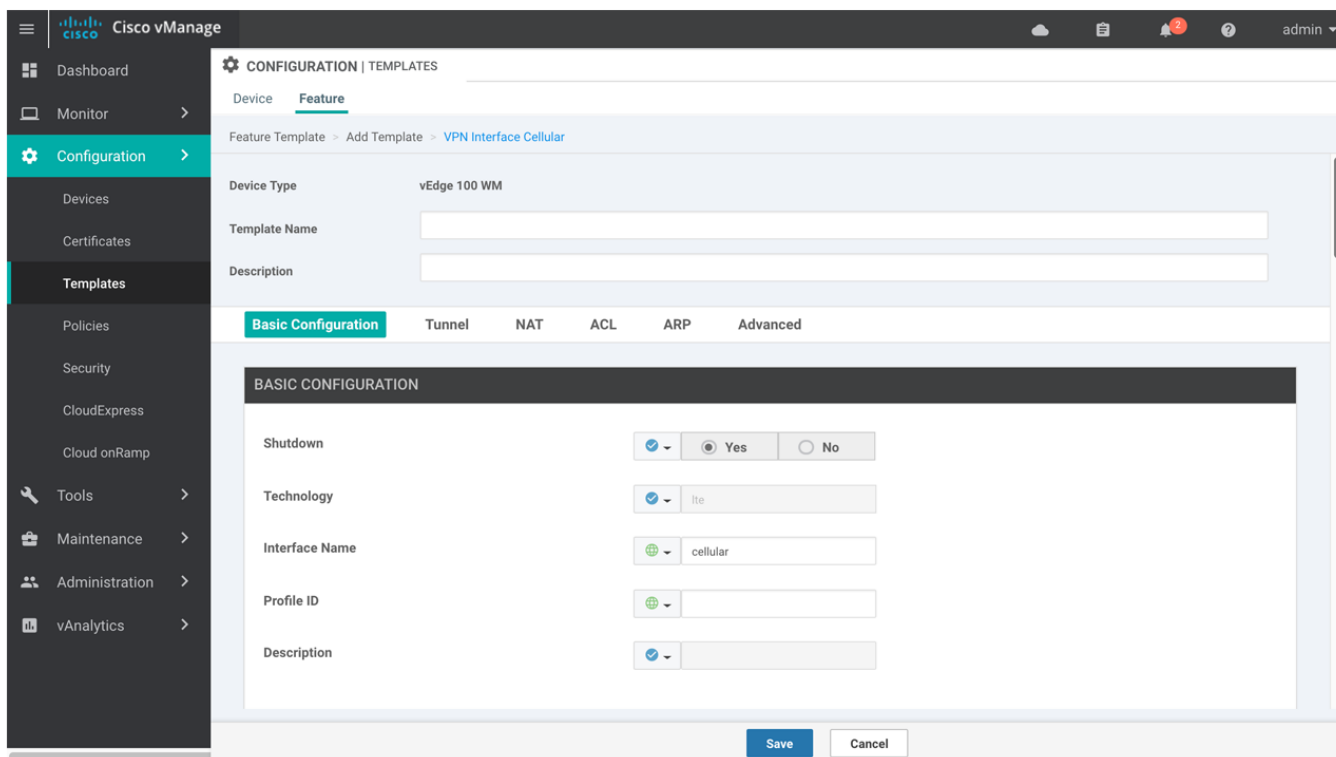 cisco Cisco vManage 2 admin
Dashboard
Monitor
Configuration
Devices
Certificates
Templates
Policies
Security
CloudExpress
Cloud onRamp
Tools
Maintenance
Administration
vAnalytics
CONFIGURATION | TEMPLATES
Device Feature
Feature Template > Add Template > VPN Interface Cellular
Device Type vEdge 100 WM
Template Name
Description
Basic Configuration Tunnel NAT ACL ARP Advanced
BASIC CONFIGURATION
Shutdown Yes No
Technology lte
Interface Name cellular
Profile ID
Description
Save Cancel